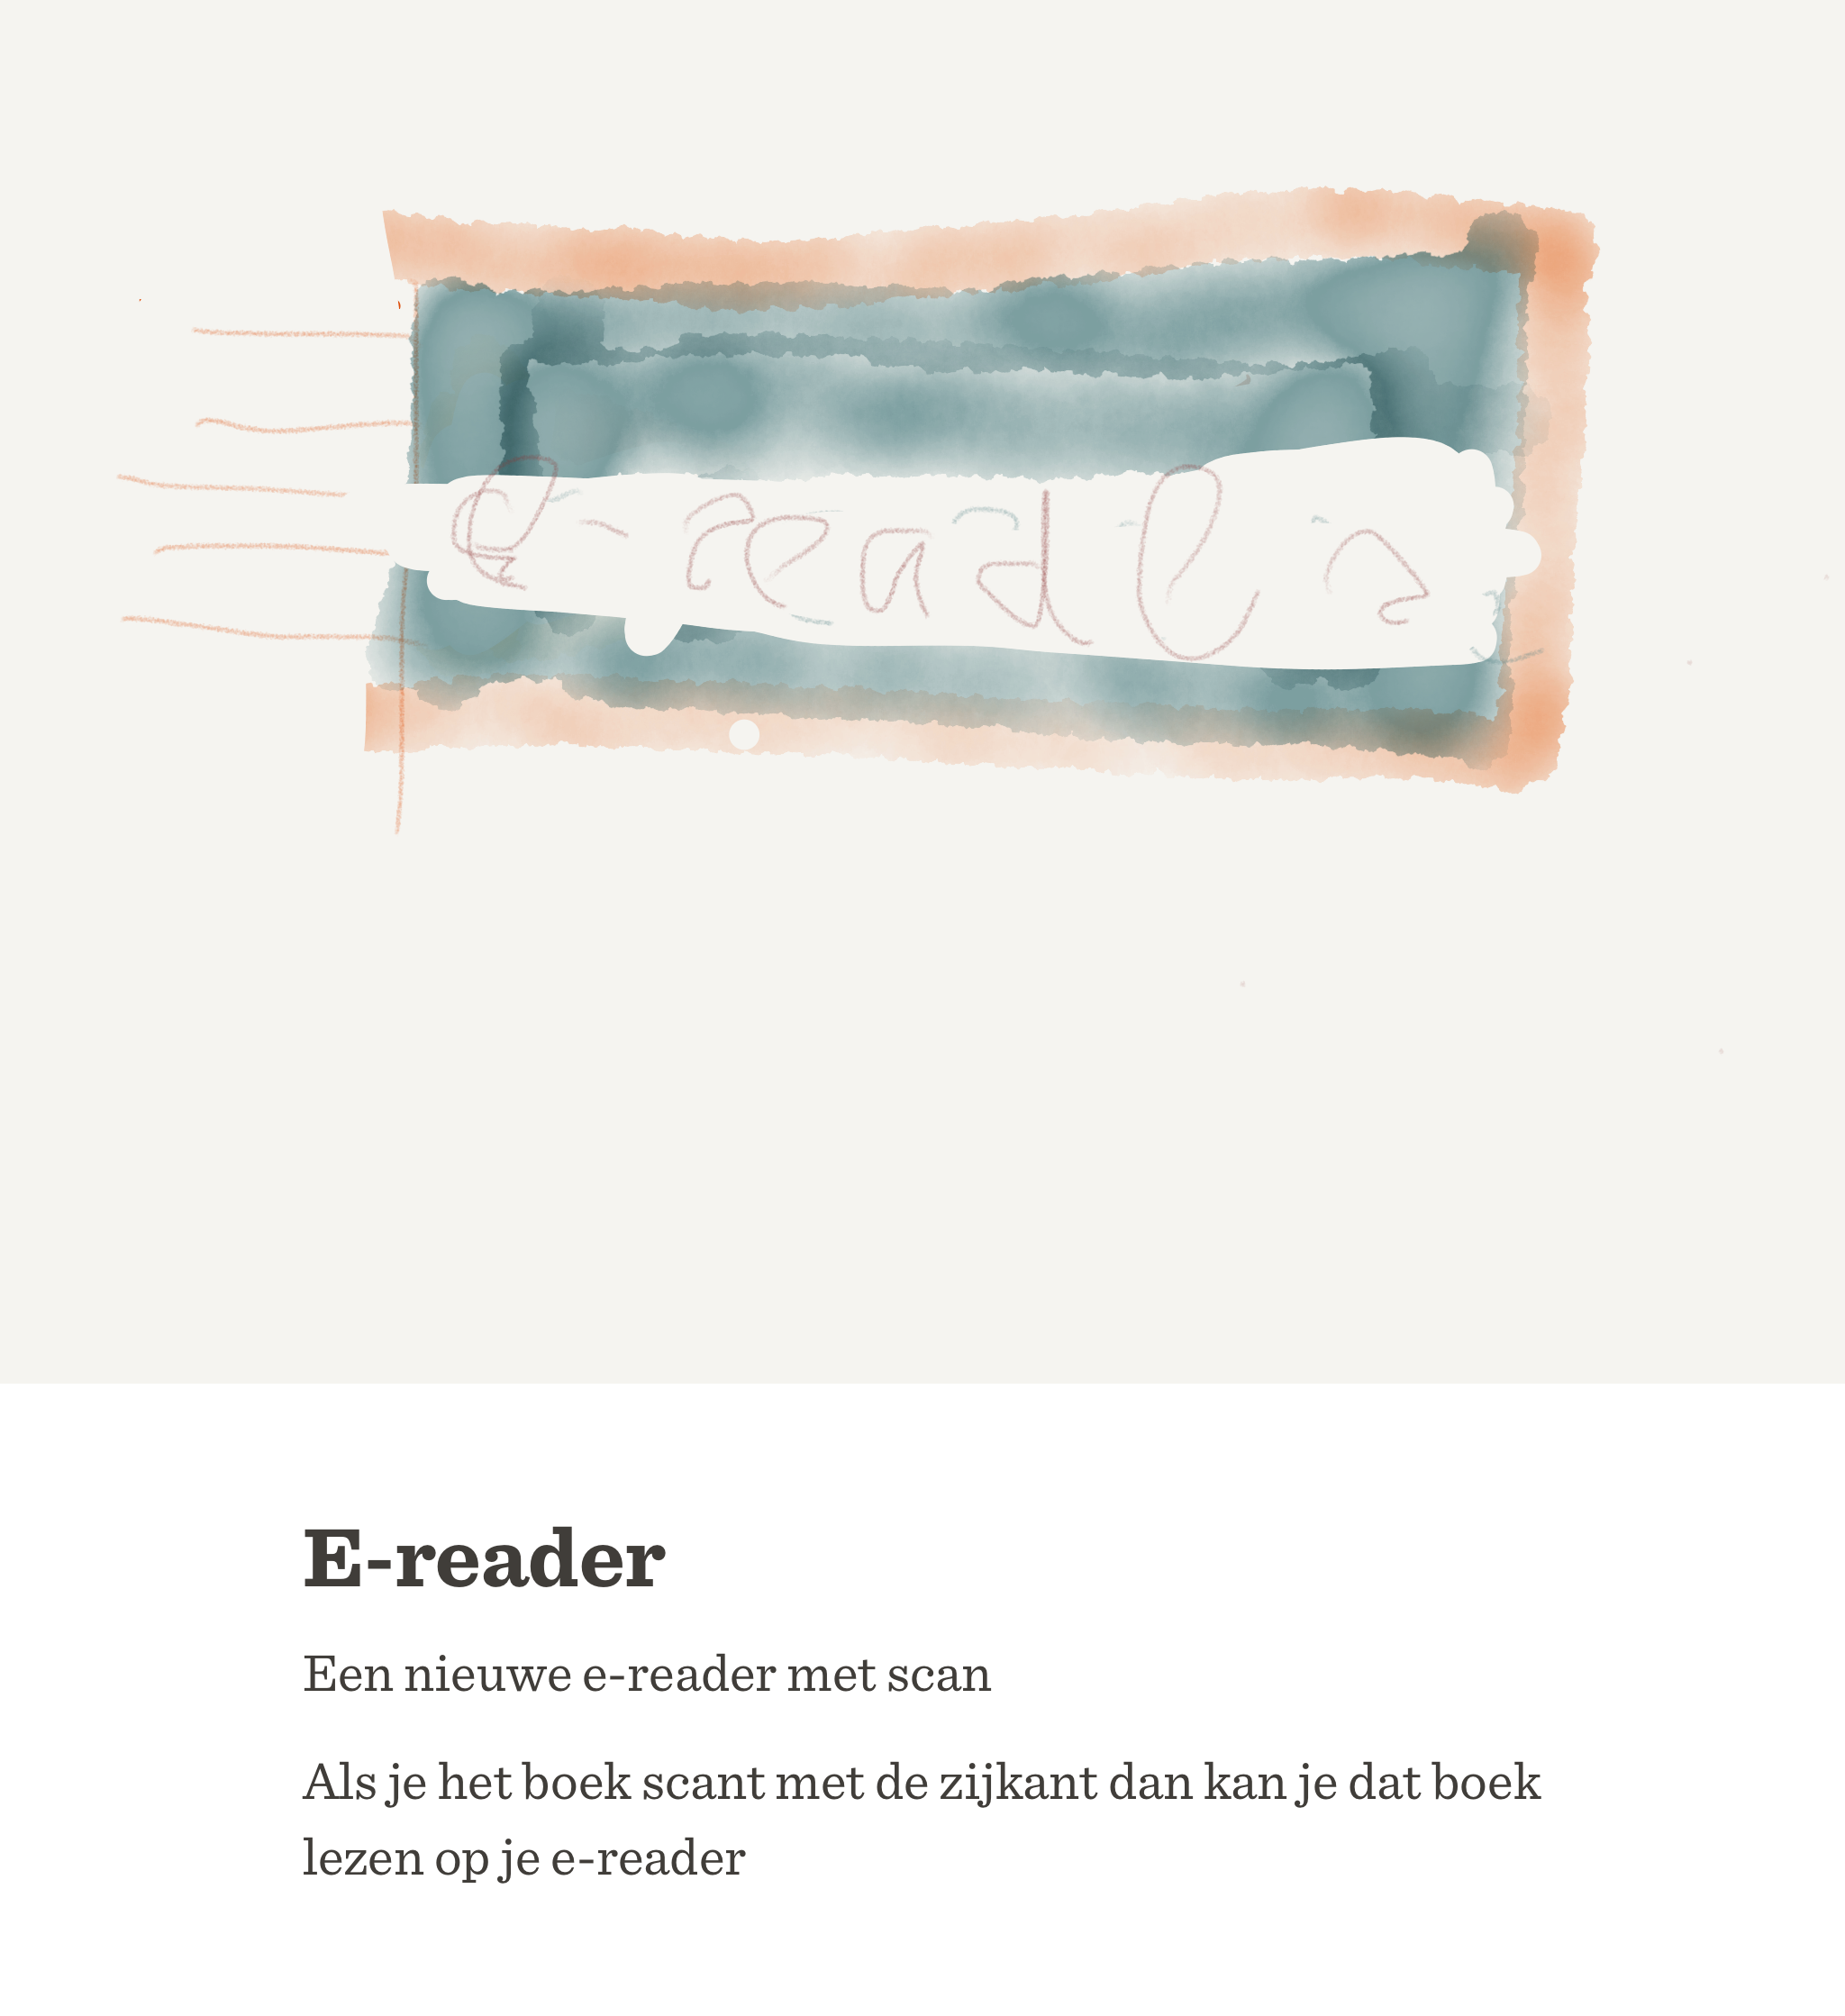 e-reader
E-reader
Een nieuwe e-reader met scan
Als je het boek scant met de zijkant dan kan je dat boek
lezen op je e-reader